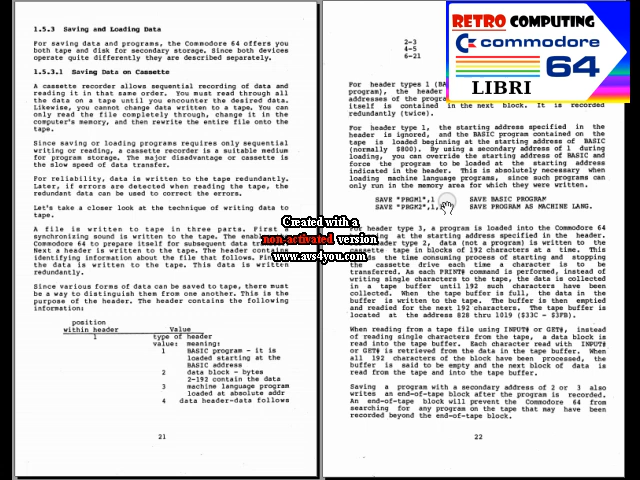 1.5.3 Saving and Loading Data
For saving data and programs, the Commodore 64 offers you
both tape and disk for secondary storage. Since both devices
operate quite differently they are described separately.
1.5.3.1 Saving Data on Cassette
A cassette recorder allows sequential recording of data and
reading it in that same order. You must read through all
the data on a tape until you encounter the desired data.
Likewise, you cannot change data written to a tape. You can
only read the file completely through, change it in the
computer's memory, and then rewrite the entire file onto the
tape.
Since saving or loading programs requires only sequential
writing or reading, a cassette recorder is a suitable medium
for program storage. The major disadvantage or cassette is
the slow speed of data transfer.
For reliability, data is written to the tape redundantly.
Later, if errors are detected when reading the tape, the
redundant data can be used to correct the errors.
Let's take a closer look at the technique of writing data to
tape.
A file is written to tape in three parts. First a
synchronizing sound is written to the tape. The
Commodore 64 to prepare itself for subsequent data
Next a header is written to the tape. The header contains
identifying information about the file that follows.
the data is written to the tape. This data is written
redundantly.
Since various forms of data can be saved to tape, there must
be a way to distinguish them from one another. This is the
purpose of the header. The header contains the following
information:
position
within header Value
1 type of header
value: meaning:
1 BASIC program - it is
loaded starting at the
BASIC address
2 data block - bytes
2-192 contain the data
3 machine language program
loaded at absolute addr
4 data header-data follows
21
2-3
4-5
6-21
For header types 1
program), the header
addresses of the
itself is contained in the next block. It is recorded
redundantly (twice).
For header type 1, the starting address specified in the
header is ignored, and the BASIC program contained on the
tape is loaded beginning at the starting address of BASIC
(normally $800). By using a secondary address of 1 during
loading, you can override the starting address of BASIC and
force the program to be loaded at the starting address
indicated in the header. This is absolutely necessary when
loading machine language programs, since such programs can
only run in the memory area for which they were written.
SAVE "PRGM1",1 SAVE BASIC PROGRAM
SAVE "PRGM2",1, SAVE PROGRAM AS MACHINE LANG.
For header type 3, a program is loaded into the Commodore 64
at the starting address specified in the header.
header type 2, data (not a program) is written to the
cassette tape in blocks of 192 characters at a time. This
is the time consuming process of starting and stopping
the cassette drive each time a character is to be
transferred. As each PRINT# command is performed, instead of
writing single characters to the tape, the data is collected
in a tape buffer until 192 such characters have been
collected. When the buffer is full, the data in the
buffer is written to the tape. The buffer is then emptied
and readied for the next 192 characters. The tape buffer is
located at the address 828 thru 1019 ($33C - $3FB).
When reading from a tape file using INPUT# or GET#, instead
of reading single characters from the tape, a data block is
read into the tape buffer. Each character read with INPUT#
or GET# is retrieved from the data in the tape buffer. When
all 192 characters of the block have been processed, the
buffer is said to be empty and the next block of data is
read from the tape and into the tape buffer.
Saving a program with a secondary address of 2 or 3 also
writes an end-of-tape block after the program is recorded.
An end-of-tape block will prevent the Commodore 64 from
searching for any program on the tape that may have been
recorded beyond the end-of-tape block.
22
RETRO COMPUTING
commodore
64
LIBRI
Created with a
non-activated version
www.avs4you.com